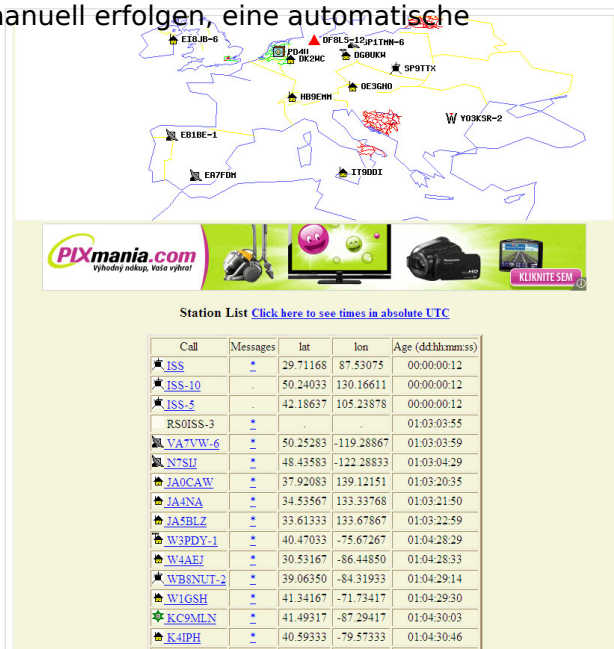 manuell erfolgen, eine automatische
EI8JB-6
DF8LS-12
SP1TMN-6
PD4U
DK2WC
DG0UKW
SP9TTX
OE3GHO
HB9EMM
YO3KSR-2
EB1BE-1
EA7FDM
IT9DDI
PIXmania.com
Výhodný nákup, Vaša výhra!
KLIKNITE SEM
Station List Click here to see times in absolute UTC
Call Messages lat lon Age (dd:hh:mm:ss)
ISS * 29.71168 87.53075 00:00:00:12
ISS-10 . 50.24033 130.16611 00:00:00:12
ISS-5 . 42.18637 105.23878 00:00:00:12
RS0ISS-3 * . . 01:03:03:55
VA7VW-6 * 50.25283 -119.28867 01:03:03:59
N7SIJ * 48.43583 -122.28833 01:03:04:29
JA0CAW * 37.92083 139.12151 01:03:20:35
JA4NA * 34.53567 133.33768 01:03:21:50
JA5BLZ * 33.61333 133.67867 01:03:22:59
W3PDY-1 * 40.47033 -75.67267 01:04:28:29
W4AEJ * 30.53167 -86.44850 01:04:28:33
WB8NUT-2 * 39.06350 -84.31933 01:04:29:14
W1GSH * 41.34167 -71.73417 01:04:29:30
KC9MLN * 41.49317 -87.29417 01:04:30:03
K4IPH * 40.59333 -79.57333 01:04:30:46